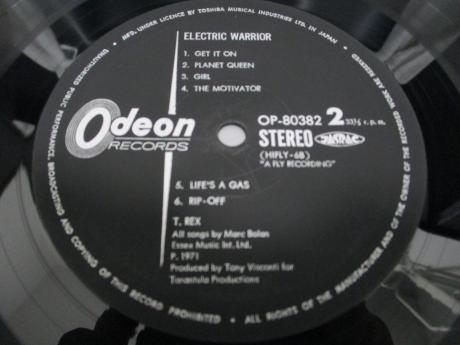 ELECTRIC WARRIOR
1. GET IT ON
2. PLANET QUEEN
3. GIRL
4. THE MOTIVATOR
Odeon
RECORDS
OP-80382 2 33⅓ r.p.m.
STEREO JASRAC
(HIFLY-6B)
"A FLY RECORDING"
5. LIFE'S A GAS
6. RIP-OFF
T. REX
All songs by Marc Bolan
Essex Music Int. Ltd.
P. 1971
Produced by Tony Visconti for
Tarantula Productions
UNDER LICENCE BY TOSHIBA MUSICAL INDUSTRIES LTD. IN JAPAN
ALL RIGHTS OF THE MANUFACTURER AND OF THE OWNER OF THE RECORDED WORK ARE RESERVED
UNAUTHORIZED PUBLIC PERFORMANCE, BROADCASTING AND COPYING OF THIS RECORD PROHIBITED